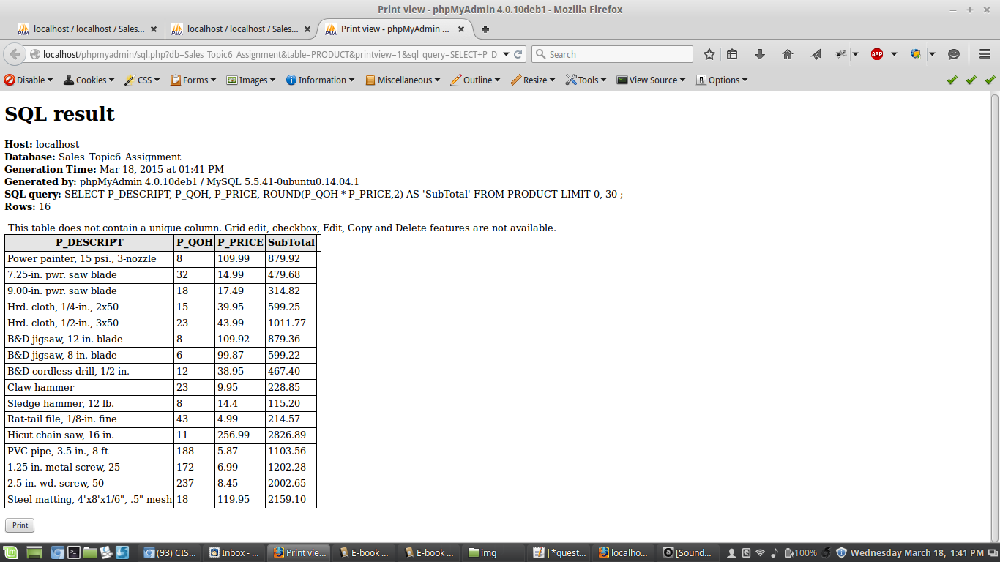 Print view - phpMyAdmin 4.0.10deb1 - Mozilla Firefox
localhost / localhost / Sales...
localhost / localhost / Sales...
Print view - phpMyAdmin ...
localhost/phpmyadmin/sql.php?db=Sales_Topic6_Assignment&table=PRODUCT&printview=1&sql_query=SELECT+P_D
Search
ABP
Disable Cookies CSS Forms Images Information Miscellaneous Outline Resize Tools View Source Options
SQL result
Host: localhost
Database: Sales_Topic6_Assignment
Generation Time: Mar 18, 2015 at 01:41 PM
Generated by: phpMyAdmin 4.0.10deb1 / MySQL 5.5.41-0ubuntu0.14.04.1
SQL query: SELECT P_DESCRIPT, P_QOH, P_PRICE, ROUND(P_QOH * P_PRICE,2) AS 'SubTotal' FROM PRODUCT LIMIT 0, 30 ;
Rows: 16
This table does not contain a unique column. Grid edit, checkbox, Edit, Copy and Delete features are not available.
P_DESCRIPT P_QOH P_PRICE SubTotal
Power painter, 15 psi., 3-nozzle 8 109.99 879.92
7.25-in. pwr. saw blade 32 14.99 479.68
9.00-in. pwr. saw blade 18 17.49 314.82
Hrd. cloth, 1/4-in., 2x50 15 39.95 599.25
Hrd. cloth, 1/2-in., 3x50 23 43.99 1011.77
B&D jigsaw, 12-in. blade 8 109.92 879.36
B&D jigsaw, 8-in. blade 6 99.87 599.22
B&D cordless drill, 1/2-in. 12 38.95 467.40
Claw hammer 23 9.95 228.85
Sledge hammer, 12 lb. 8 14.4 115.20
Rat-tail file, 1/8-in. fine 43 4.99 214.57
Hicut chain saw, 16 in. 11 256.99 2826.89
PVC pipe, 3.5-in., 8-ft 188 5.87 1103.56
1.25-in. metal screw, 25 172 6.99 1202.28
2.5-in. wd. screw, 50 237 8.45 2002.65
Steel matting, 4'x8'x1/6", .5" mesh 18 119.95 2159.10
Print
(93) CIS... Inbox - ... Print vie... E-book ... E-book ... img *quest... localho... [Sound... 100% Wednesday March 18, 1:41 PM